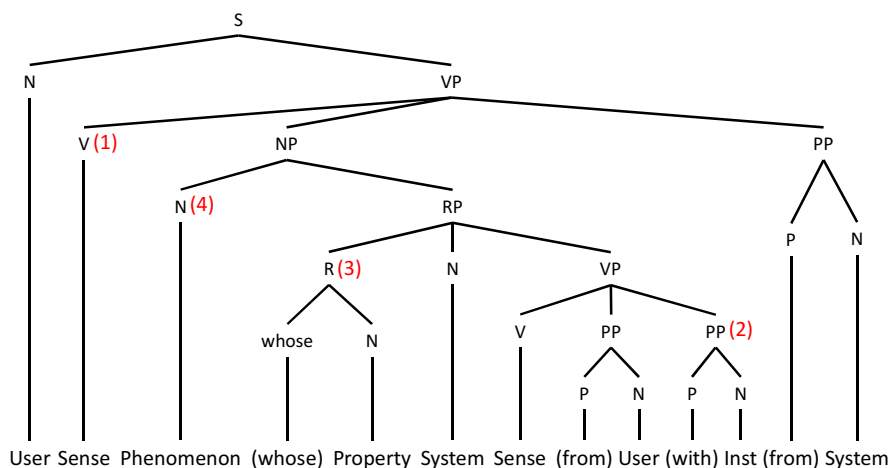 S
N VP
V (1) NP PP
N (4) RP
P N
R (3) N VP
whose N V PP PP (2)
P N P N
User Sense Phenomenon (whose) Property System Sense (from) User (with) Inst (from) System